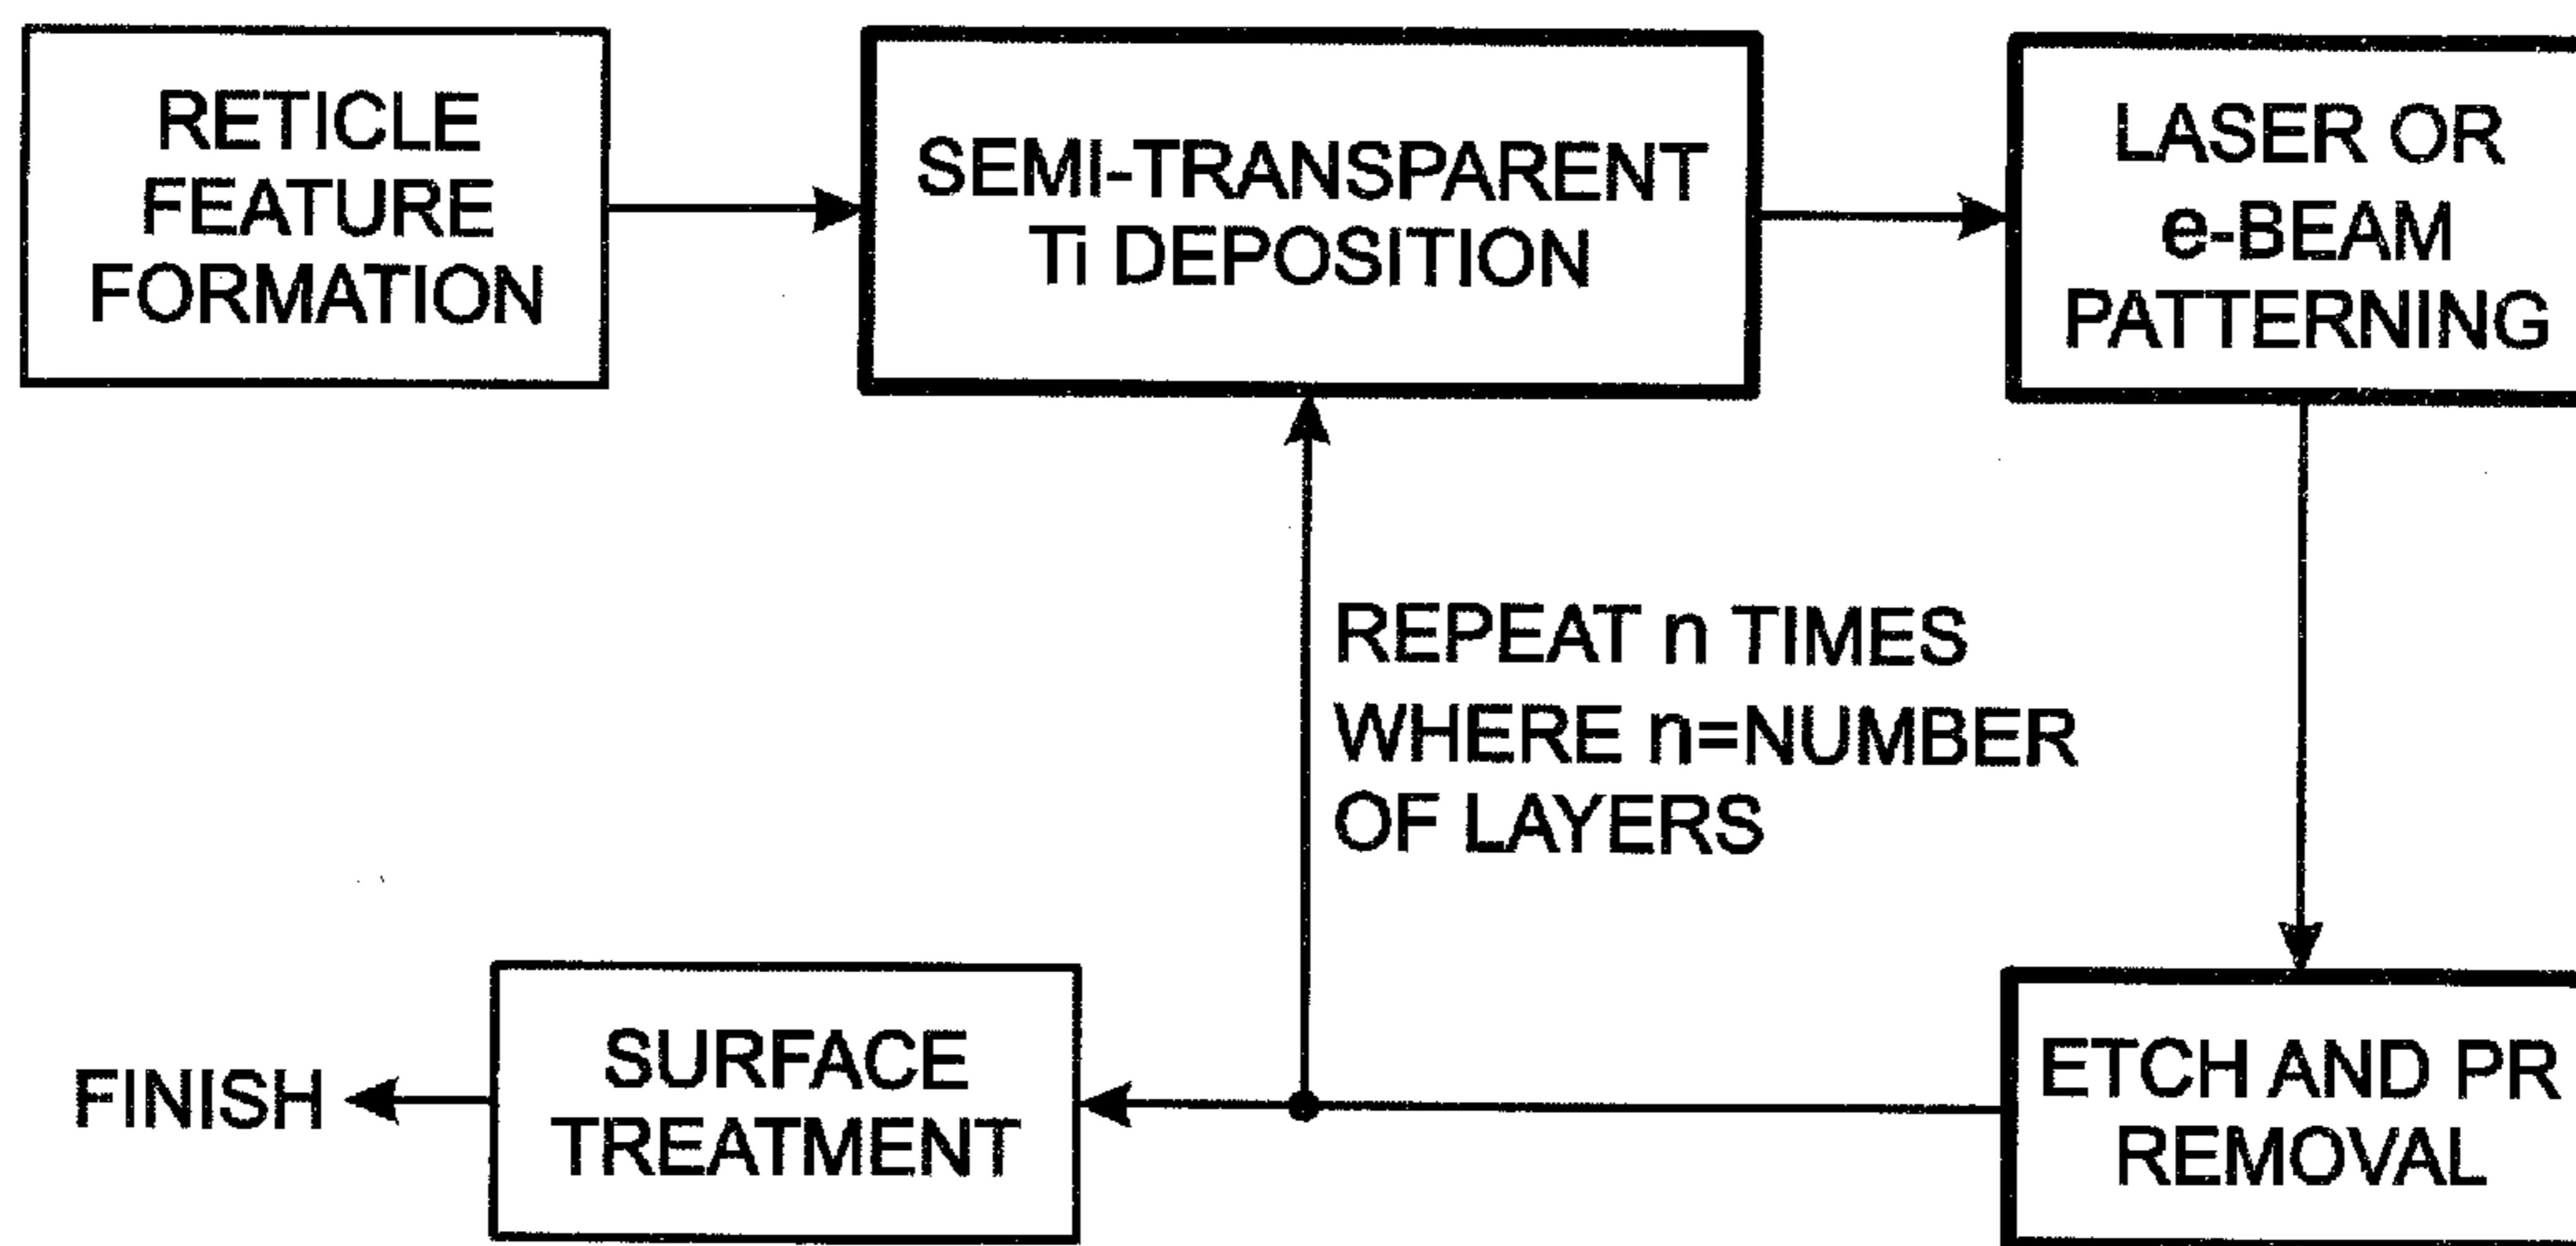 RETICLE
FEATURE
FORMATION
SEMI-TRANSPARENT
Ti DEPOSITION
LASER OR
e-BEAM
PATTERNING
REPEAT n TIMES
WHERE n=NUMBER
OF LAYERS
ETCH AND PR
REMOVAL
SURFACE
TREATMENT
FINISH